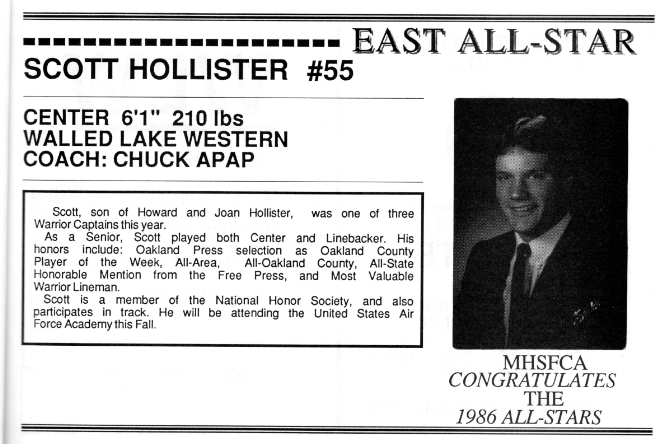 EAST ALL-STAR
SCOTT HOLLISTER #55
CENTER 6'1" 210 lbs
WALLED LAKE WESTERN
COACH: CHUCK APAP
Scott, son of Howard and Joan Hollister, was one of three
Warrior Captains this year.
As a Senior, Scott played both Center and Linebacker. His
honors include: Oakland Press selection as Oakland County
Player of the Week, All-Area, All-Oakland County, All-State
Honorable Mention from the Free Press, and Most Valuable
Warrior Lineman.
Scott is a member of the National Honor Society, and also
participates in track. He will be attending the United States Air
Force Academy this Fall.
MHSFCA
CONGRATULATES
THE
1986 ALL-STARS